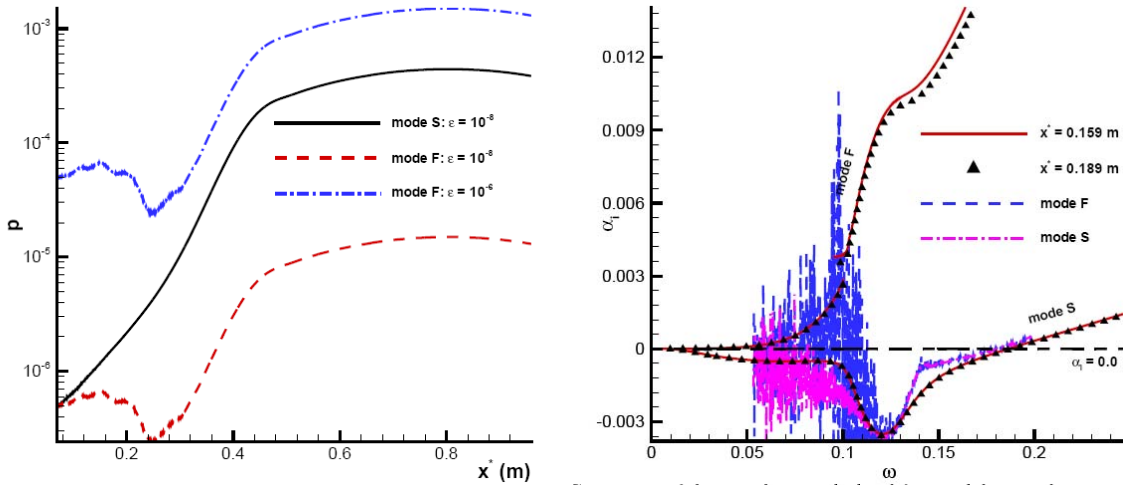 10⁻³
10⁻⁴
10⁻⁵
10⁻⁶
p
mode S: ε = 10⁻⁸
mode F: ε = 10⁻⁸
mode F: ε = 10⁻⁶
0.2
0.4
0.6
0.8
x* (m)
0.012
0.009
0.006
0.003
0
-0.003
αᵢ
mode F
x* = 0.159 m
x* = 0.189 m
mode F
mode S
mode S
αᵢ = 0.0
0
0.05
0.1
0.15
0.2
ω